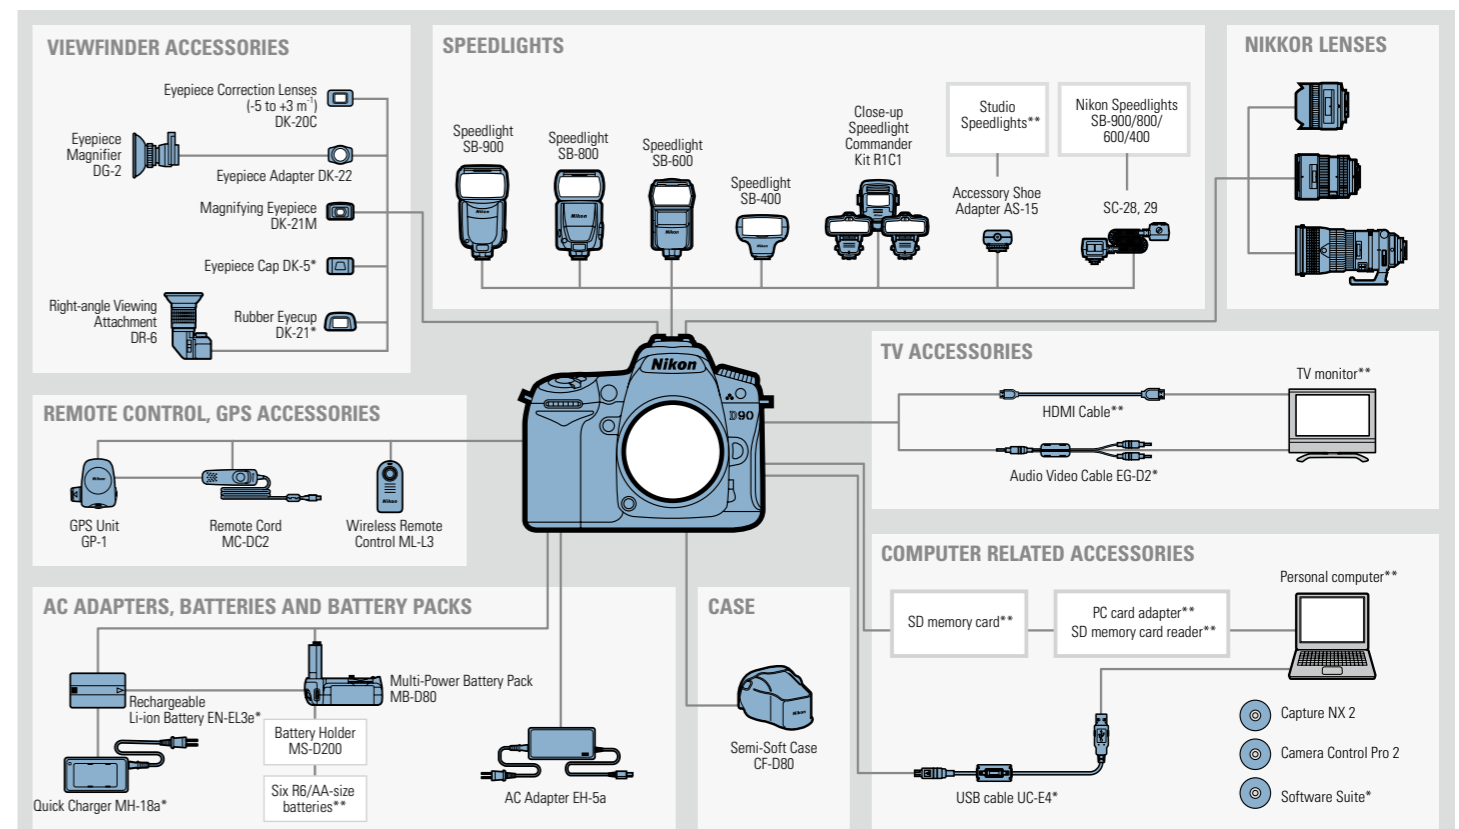 VIEWFINDER ACCESSORIES
Eyepiece Correction Lenses
(-5 to +3 m⁻¹)
DK-20C
Eyepiece
Magnifier
DG-2
Eyepiece Adapter DK-22
Magnifying Eyepiece
DK-21M
Eyepiece Cap DK-5*
Right-angle Viewing
Attachment
DR-6
Rubber Eyecup
DK-21*
SPEEDLIGHTS
Speedlight
SB-900
Speedlight
SB-800
Speedlight
SB-600
Speedlight
SB-400
Close-up
Speedlight
Commander
Kit R1C1
Studio
Speedlights**
Accessory Shoe
Adapter AS-15
Nikon Speedlights
SB-900/800/
600/400
SC-28, 29
Nikon
Nikon
Nikon
Nikon
NIKKOR LENSES
Nikon
D90
REMOTE CONTROL, GPS ACCESSORIES
Nikon
GPS Unit
GP-1
Remote Cord
MC-DC2
Nikon
Wireless Remote
Control ML-L3
TV ACCESSORIES
HDMI Cable**
Audio Video Cable EG-D2*
TV monitor**
AC ADAPTERS, BATTERIES AND BATTERY PACKS
Rechargeable
Li-ion Battery EN-EL3e*
Quick Charger MH-18a*
Multi-Power Battery Pack
MB-D80
Battery Holder
MS-D200
Six R6/AA-size
batteries**
AC Adapter EH-5a
CASE
Nikon
Semi-Soft Case
CF-D80
COMPUTER RELATED ACCESSORIES
SD memory card**
PC card adapter**
SD memory card reader**
Personal computer**
USB cable UC-E4*
Capture NX 2
Camera Control Pro 2
Software Suite*